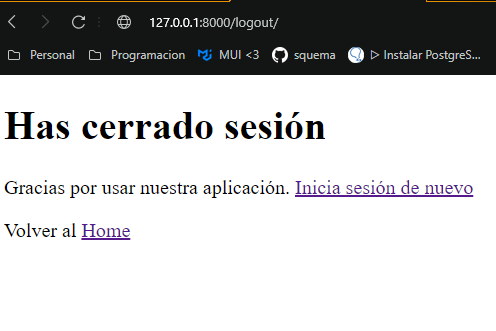 127.0.0.1:8000/logout/
Personal Programacion MUI <3 squema ▷ Instalar PostgreS...
Has cerrado sesión
Gracias por usar nuestra aplicación. Inicia sesión de nuevo
Volver al Home